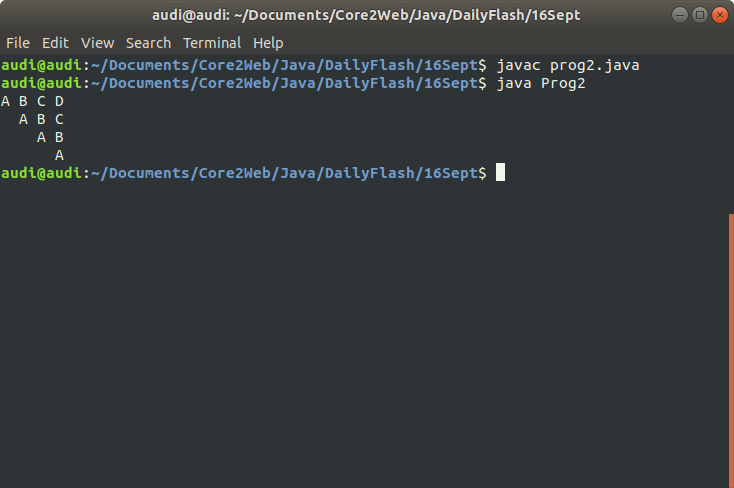 audi@audi: ~/Documents/Core2Web/Java/DailyFlash/16Sept
File Edit View Search Terminal Help
audi@audi:~/Documents/Core2Web/Java/DailyFlash/16Sept$ javac prog2.java
audi@audi:~/Documents/Core2Web/Java/DailyFlash/16Sept$ java Prog2
A B C D
  A B C
    A B
      A
audi@audi:~/Documents/Core2Web/Java/DailyFlash/16Sept$